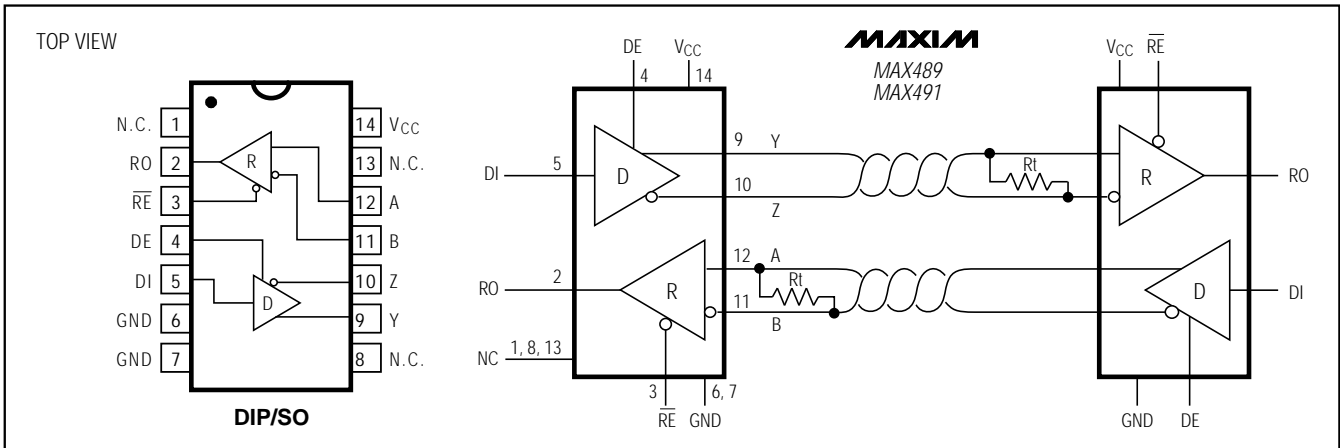 TOP VIEW
N.C. 1
RO 2
RE 3
DE 4
DI 5
GND 6
GND 7
14 VCC
13 N.C.
12 A
11 B
10 Z
9 Y
8 N.C.
R
D
DIP/SO
MAXIM
MAX489
MAX491
DE
4
VCC
14
DI
5
D
9 Y
10
Z
Rt
VCC
RE
R
RO
RO
2
R
12 A
11
B
Rt
D
DI
NC 1, 8, 13
3
RE
6, 7
GND
GND
DE